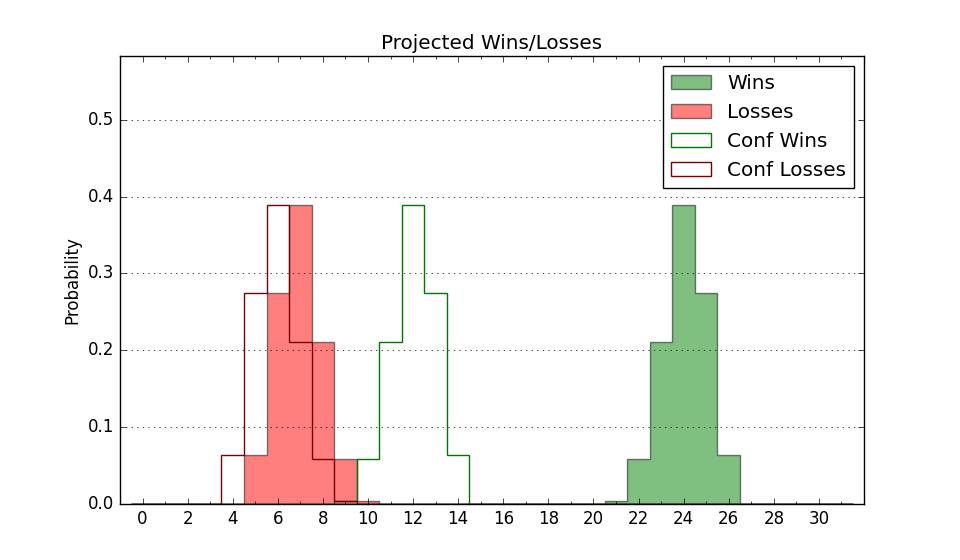 Projected Wins/Losses
Wins
Losses
Conf Wins
Conf Losses
Probability
0.5
0.4
0.3
0.2
0.1
0.0
0 2 4 6 8 10 12 14 16 18 20 22 24 26 28 30